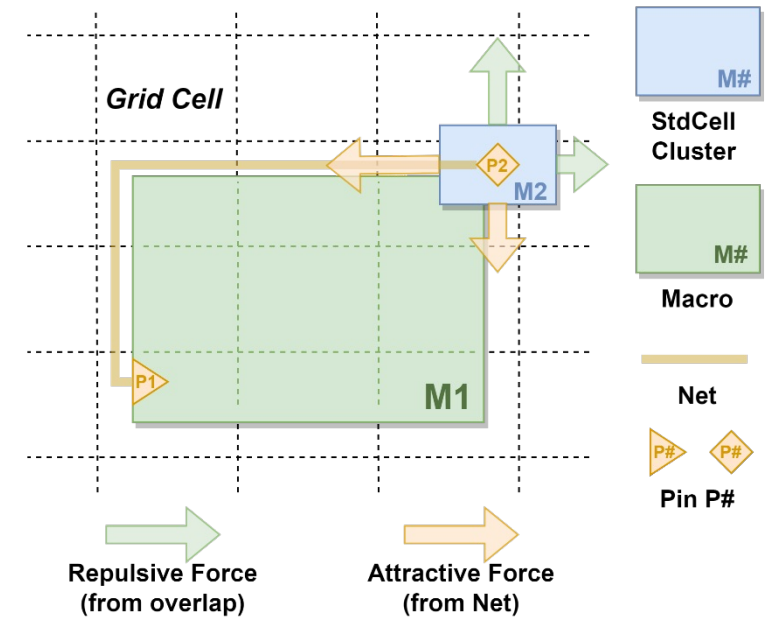 Grid Cell
P2
M2
P1
M1
M#
StdCell
Cluster
M#
Macro
Net
P#
P#
Pin P#
Repulsive Force
(from overlap)
Attractive Force
(from Net)